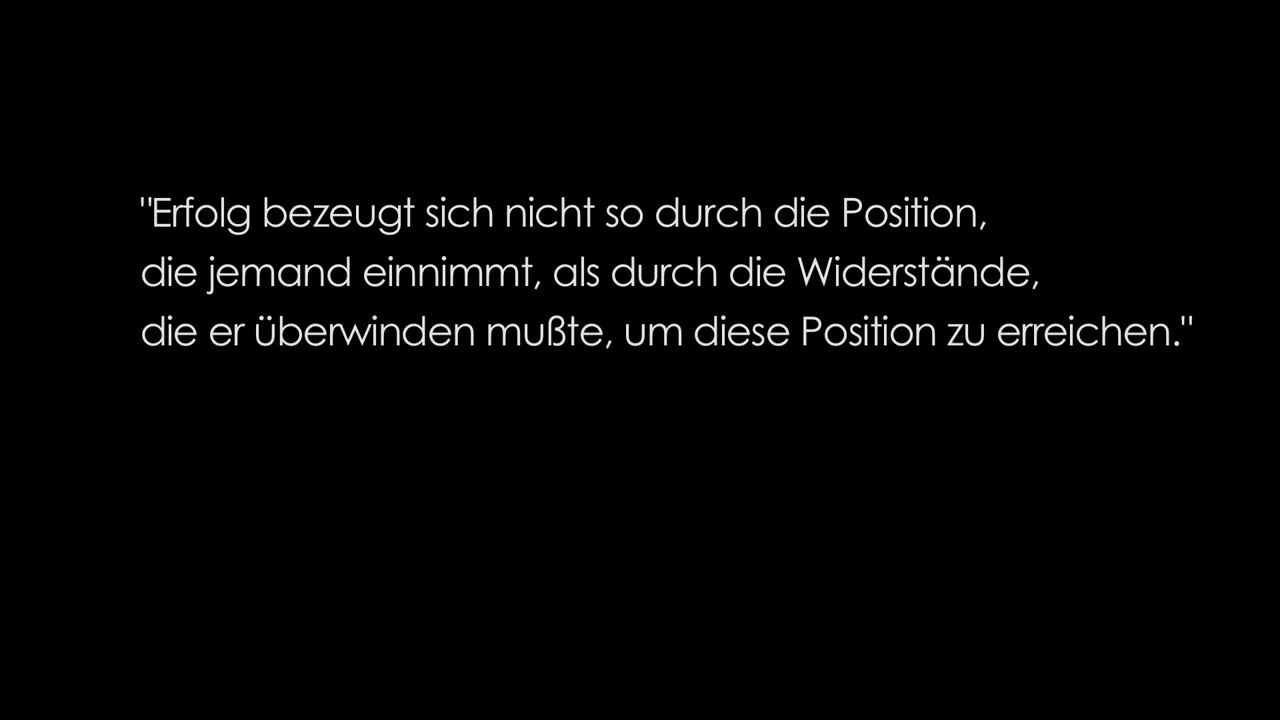 "Erfolg bezeugt sich nicht so durch die Position,
die jemand einnimmt, als durch die Widerstände,
die er überwinden mußte, um diese Position zu erreichen."